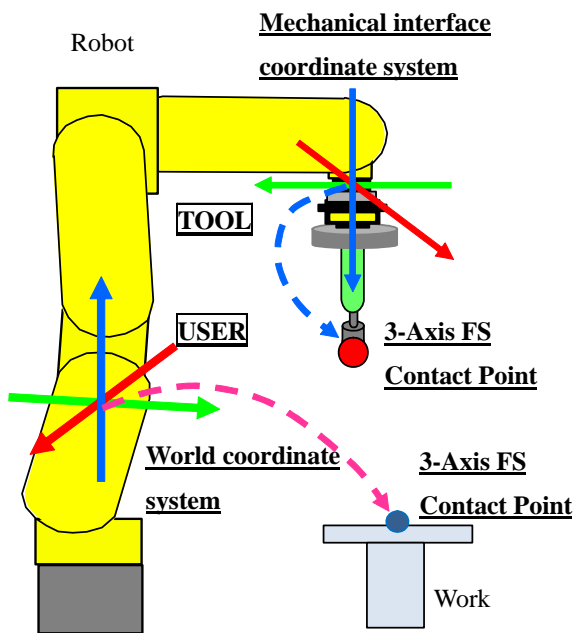 Mechanical interface
coordinate system
Robot
TOOL
3-Axis FS
Contact Point
USER
World coordinate
system
3-Axis FS
Contact Point
Work